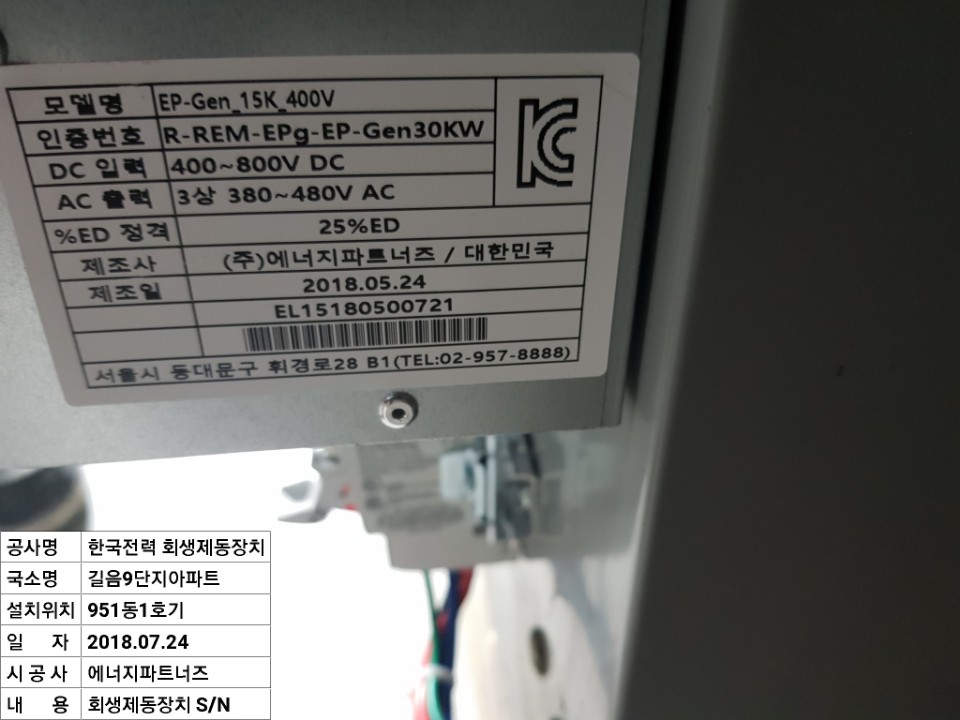 모델명 EP-Gen_15K_400V
인증번호 R-REM-EPg-EP-Gen30KW
DC 입력 400~800V DC
AC 출력 3상 380~480V AC
%ED 정격 25%ED
제조사 (주)에너지파트너즈 / 대한민국
제조일 2018.05.24
EL15180500721
서울시 동대문구 휘경로28 B1(TEL:02-957-8888)
공사명 한국전력 회생제동장치
국소명 길음9단지아파트
설치위치 951동1호기
일 자 2018.07.24
시 공 사 에너지파트너즈
내 용 회생제동장치 S/N